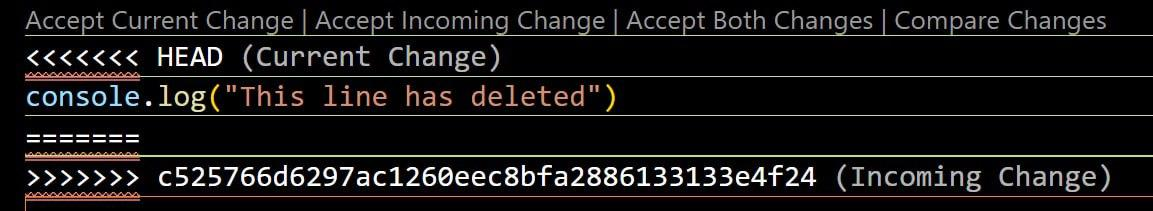 Accept Current Change | Accept Incoming Change | Accept Both Changes | Compare Changes
<<<<<<< HEAD (Current Change)
console.log("This line has deleted")
=======
>>>>>>> c525766d6297ac1260eec8bfa2886133133e4f24 (Incoming Change)